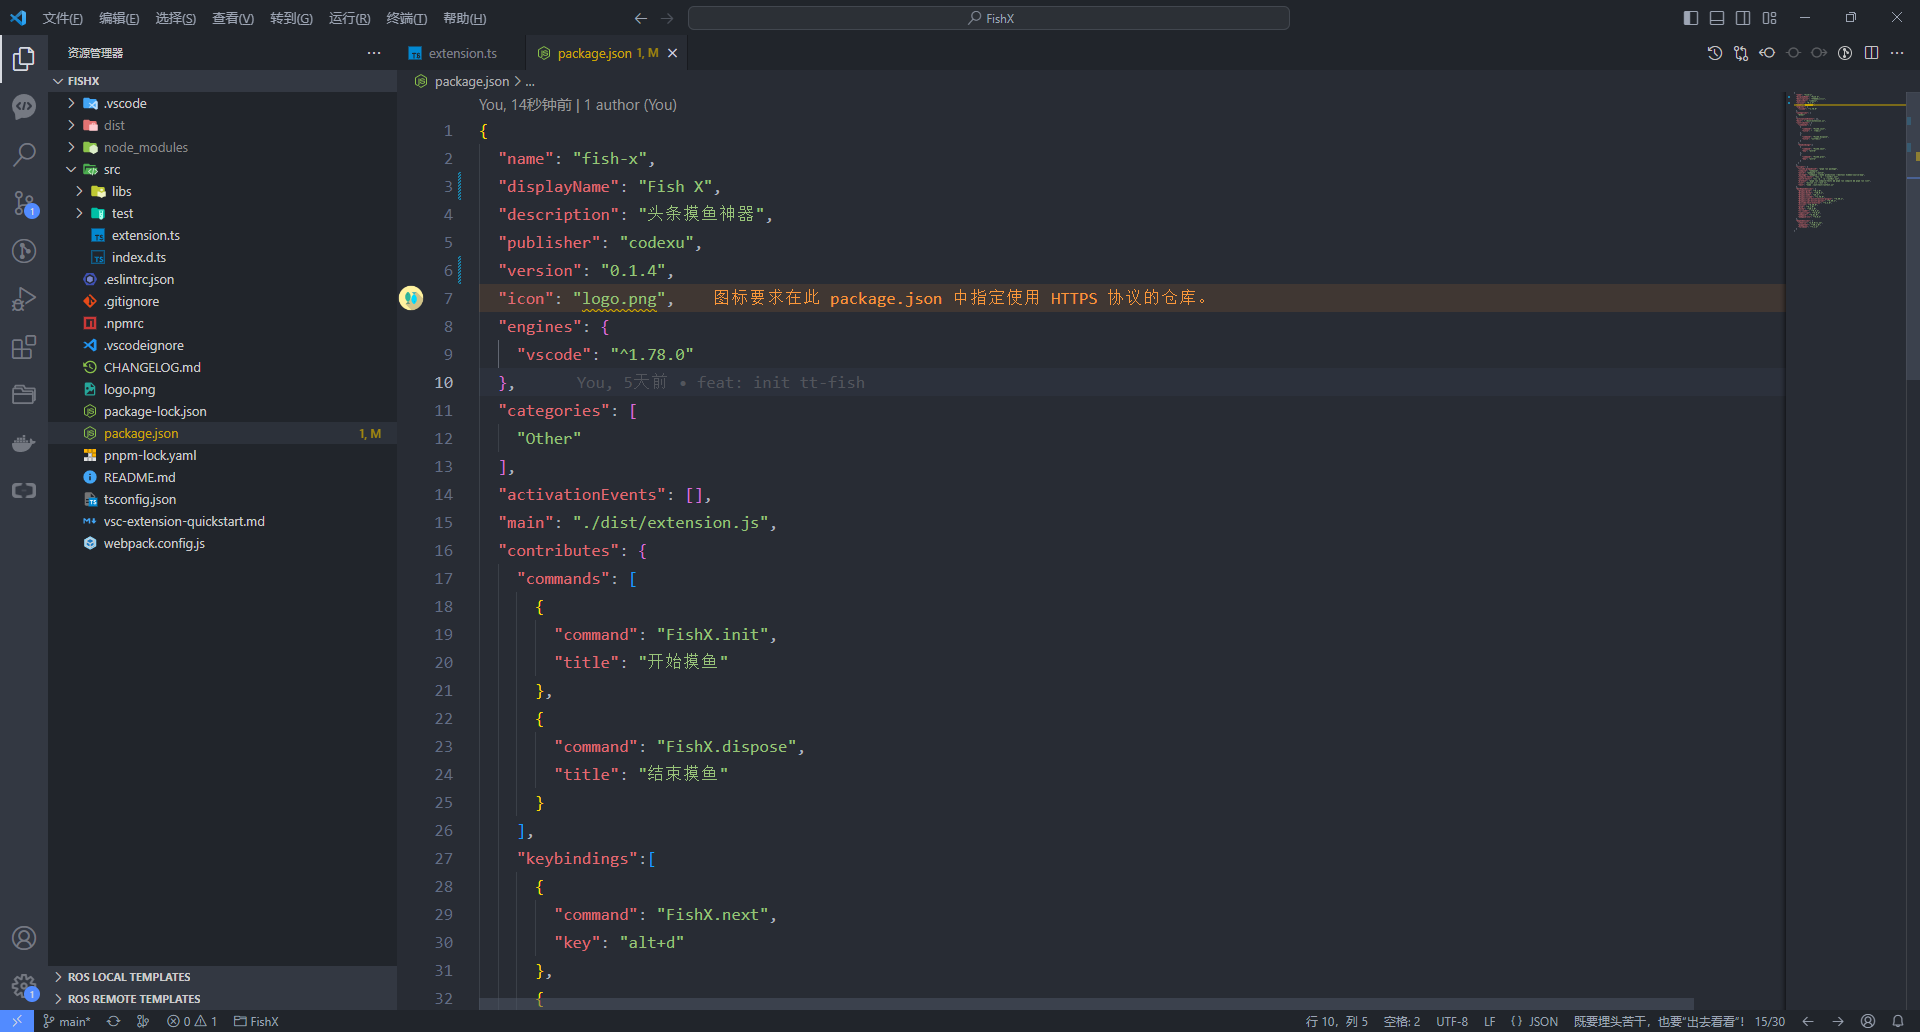 文件(F) 编辑(E) 选择(S) 查看(V) 转到(G) 运行(R) 终端(T) 帮助(H)
FishX
资源管理器
extension.ts
package.json 1, M
FISHX
package.json > ...
.vscode
dist
node_modules
src
libs
test
extension.ts
index.d.ts
.eslintrc.json
.gitignore
.npmrc
.vscodeignore
CHANGELOG.md
logo.png
package-lock.json
package.json 1, M
pnpm-lock.yaml
README.md
tsconfig.json
vsc-extension-quickstart.md
webpack.config.js
ROS LOCAL TEMPLATES
ROS REMOTE TEMPLATES
You, 14秒钟前 | 1 author (You)
1 {
2 "name": "fish-x",
3 "displayName": "Fish X",
4 "description": "头条摸鱼神器",
5 "publisher": "codexu",
6 "version": "0.1.4",
7 "icon": "logo.png", 图标要求在此 package.json 中指定使用 HTTPS 协议的仓库。
8 "engines": {
9 "vscode": "^1.78.0"
10 }, You, 5天前 • feat: init tt-fish
11 "categories": [
12 "Other"
13 ],
14 "activationEvents": [],
15 "main": "./dist/extension.js",
16 "contributes": {
17 "commands": [
18 {
19 "command": "FishX.init",
20 "title": "开始摸鱼"
21 },
22 {
23 "command": "FishX.dispose",
24 "title": "结束摸鱼"
25 }
26 ],
27 "keybindings":[
28 {
29 "command": "FishX.next",
30 "key": "alt+d"
31 },
32 {
main* 0 1 FishX 行 10, 列 5 空格: 2 UTF-8 LF { } JSON 既要埋头苦干，也要“出去看看”! 15/30